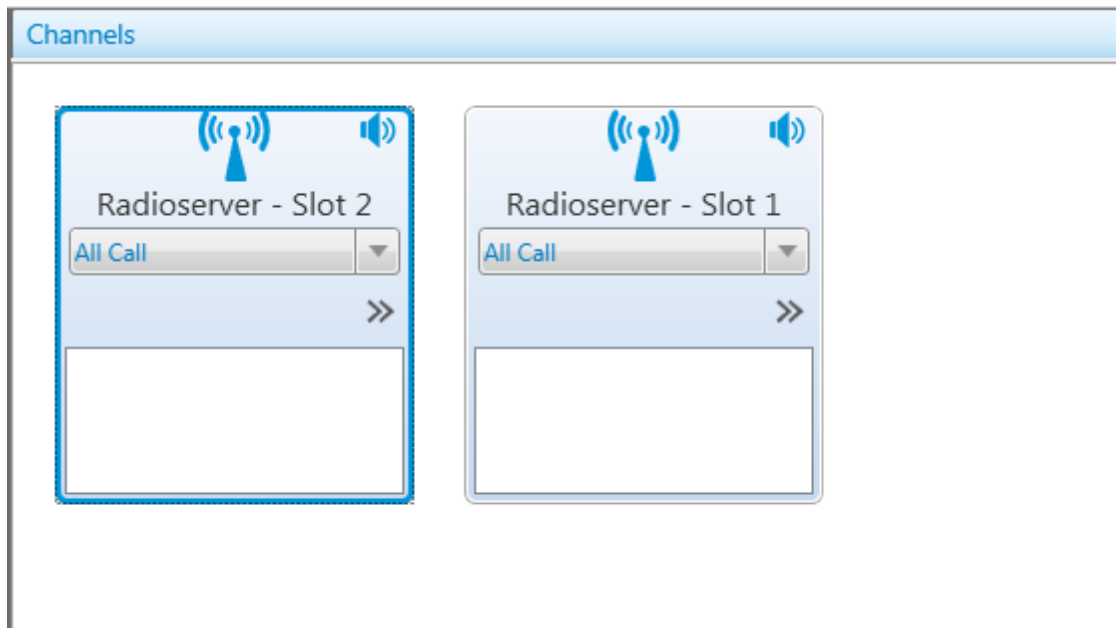 Channels
Radioserver - Slot 2
All Call
Radioserver - Slot 1
All Call